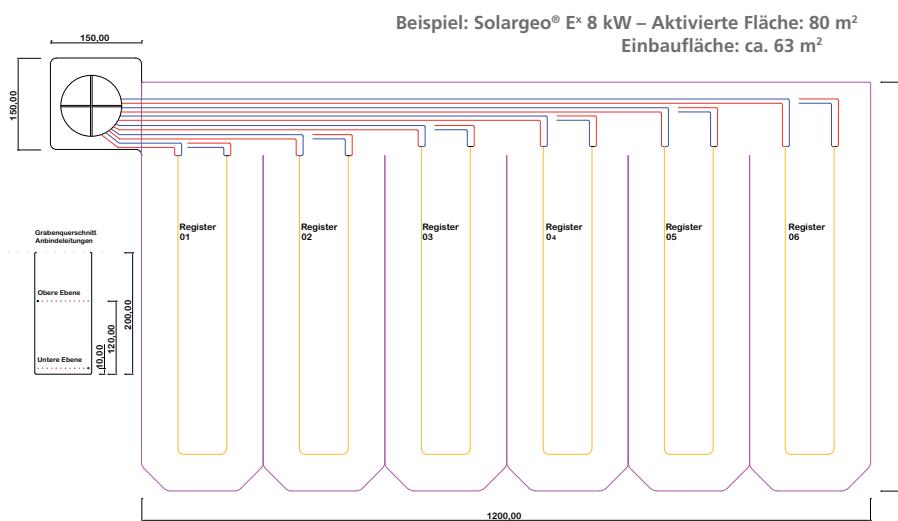 Beispiel: Solargeo® Eˣ 8 kW – Aktivierte Fläche: 80 m²
Einbaufläche: ca. 63 m²
150,00
150,00
Register
01
Register
02
Register
03
Register
04
Register
05
Register
06
Grabenquerschnitt
Anbindeleitungen
Obere Ebene
Untere Ebene
10,00
120,00
200,00
1200,00